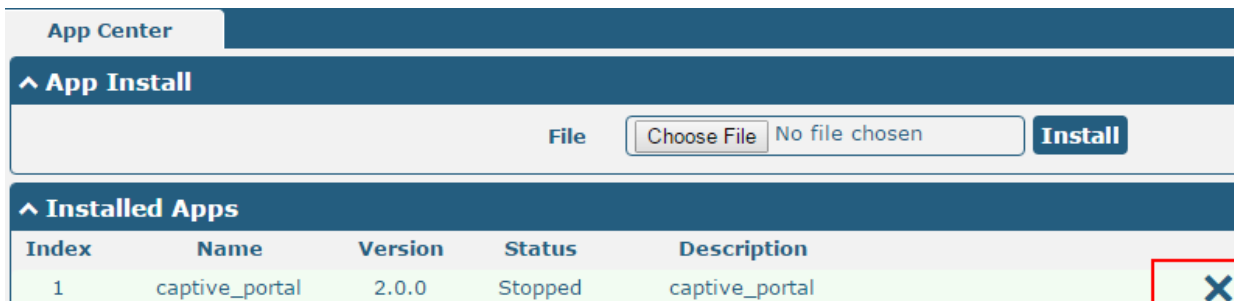 App Center
App Install
File Choose File No file chosen Install
Installed Apps
Index Name Version Status Description
1 captive_portal 2.0.0 Stopped captive_portal